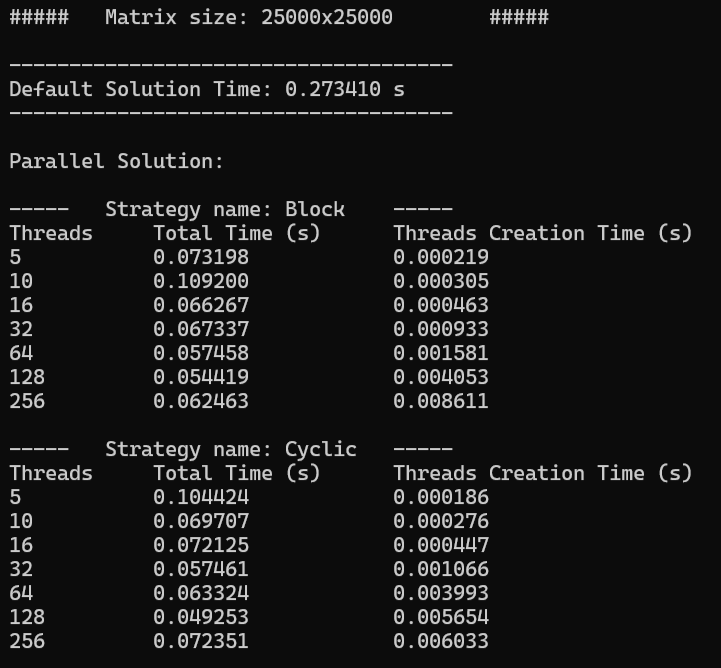 #####   Matrix size: 25000x25000        #####
-------------------------------------
Default Solution Time: 0.273410 s
-------------------------------------
Parallel Solution:
-----   Strategy name: Block    -----
Threads     Total Time (s)      Threads Creation Time (s)
5           0.073198            0.000219
10          0.109200            0.000305
16          0.066267            0.000463
32          0.067337            0.000933
64          0.057458            0.001581
128         0.054419            0.004053
256         0.062463            0.008611
-----   Strategy name: Cyclic   -----
Threads     Total Time (s)      Threads Creation Time (s)
5           0.104424            0.000186
10          0.069707            0.000276
16          0.072125            0.000447
32          0.057461            0.001066
64          0.063324            0.003993
128         0.049253            0.005654
256         0.072351            0.006033